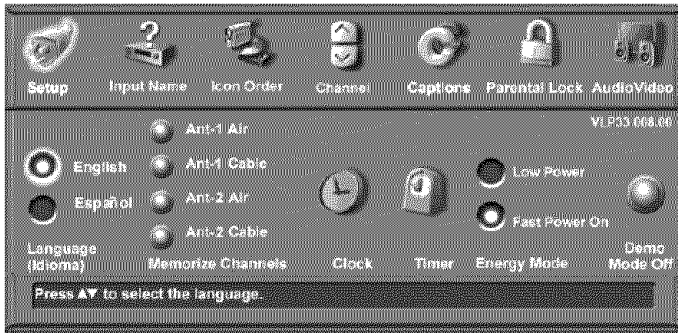 Setup Input Name Icon Order Channel Captions Parental Lock AudioVideo
VLP33 008.00
Ant-1 Air
English Ant-1 Cable Low Power
Español Ant-2 Air Fast Power On
Ant-2 Cable
Language (Idioma) Memorize Channels Clock Timer Energy Mode Demo Mode Off
Press ▲▼ to select the language.